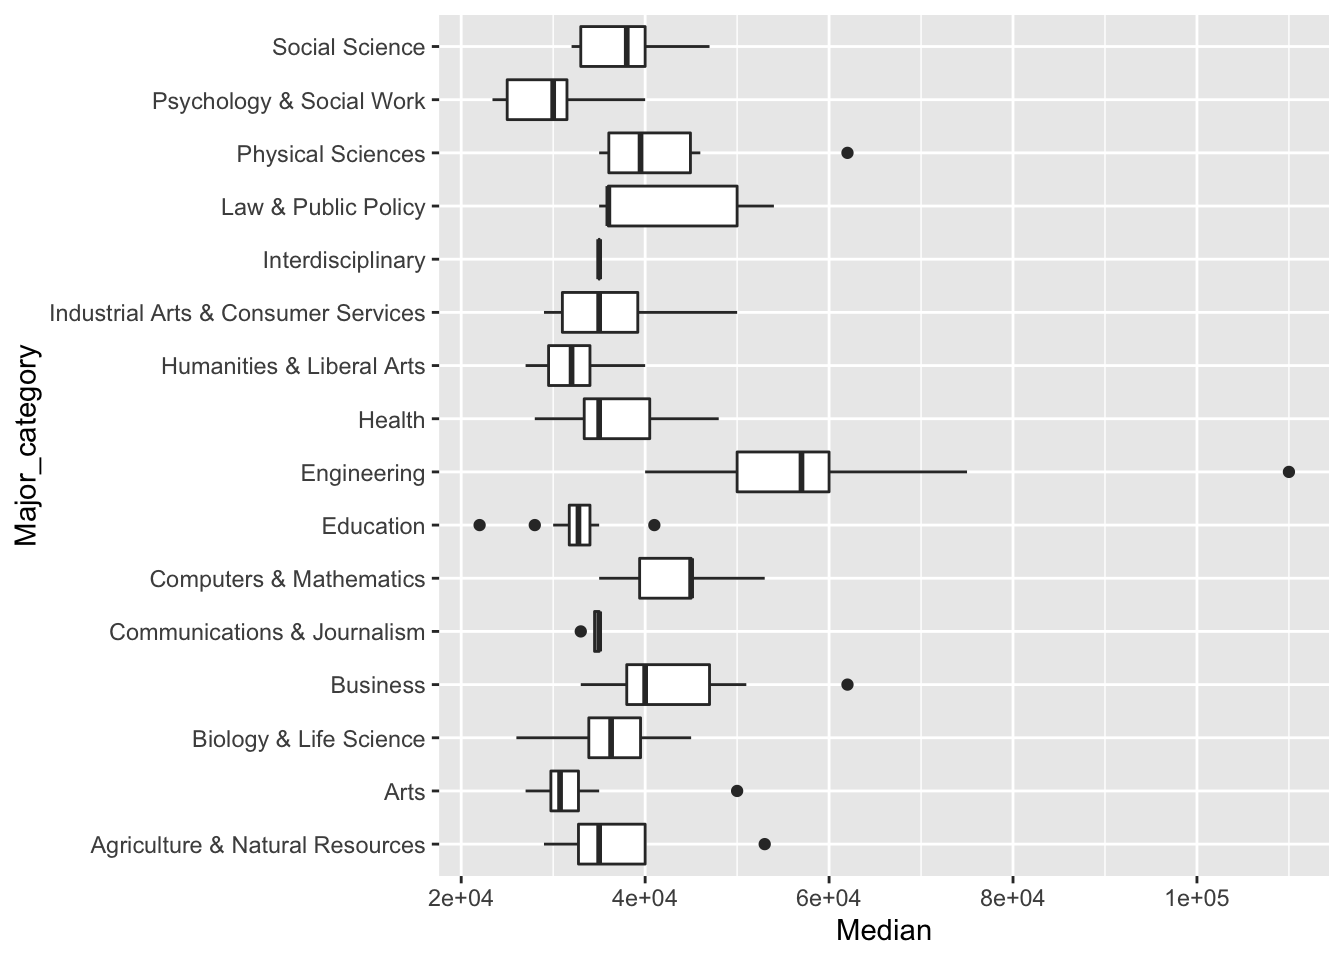 Social Science
Psychology & Social Work
Physical Sciences
Law & Public Policy
Interdisciplinary
Industrial Arts & Consumer Services
Humanities & Liberal Arts
Health
Engineering
Education
Computers & Mathematics
Communications & Journalism
Business
Biology & Life Science
Arts
Agriculture & Natural Resources
Major_category
2e+04 4e+04 6e+04 8e+04 1e+05
Median